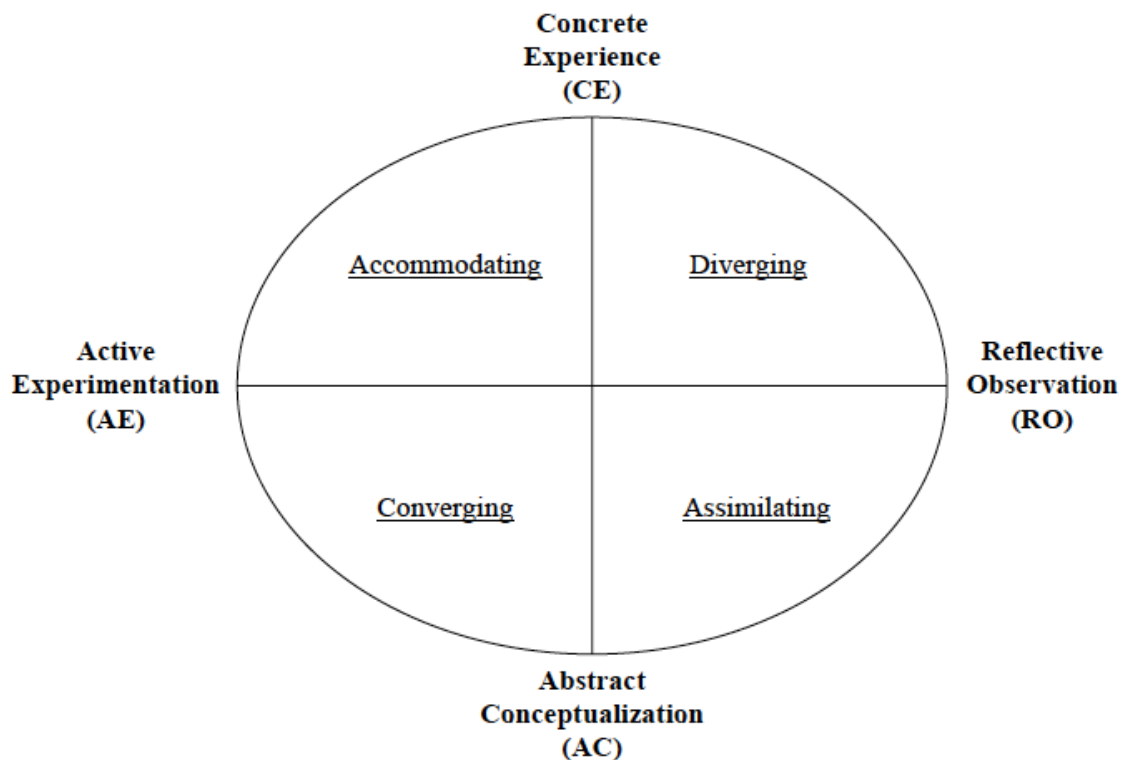 Concrete
Experience
(CE)
Accommodating
Diverging
Active
Experimentation
(AE)
Reflective
Observation
(RO)
Converging
Assimilating
Abstract
Conceptualization
(AC)